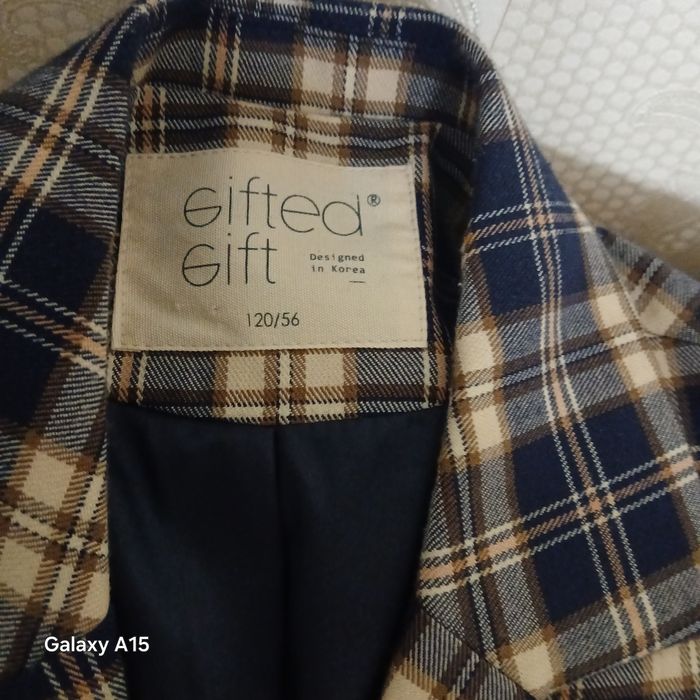 Gifted®
Gift
Designed
in Korea
120/56
Galaxy A15